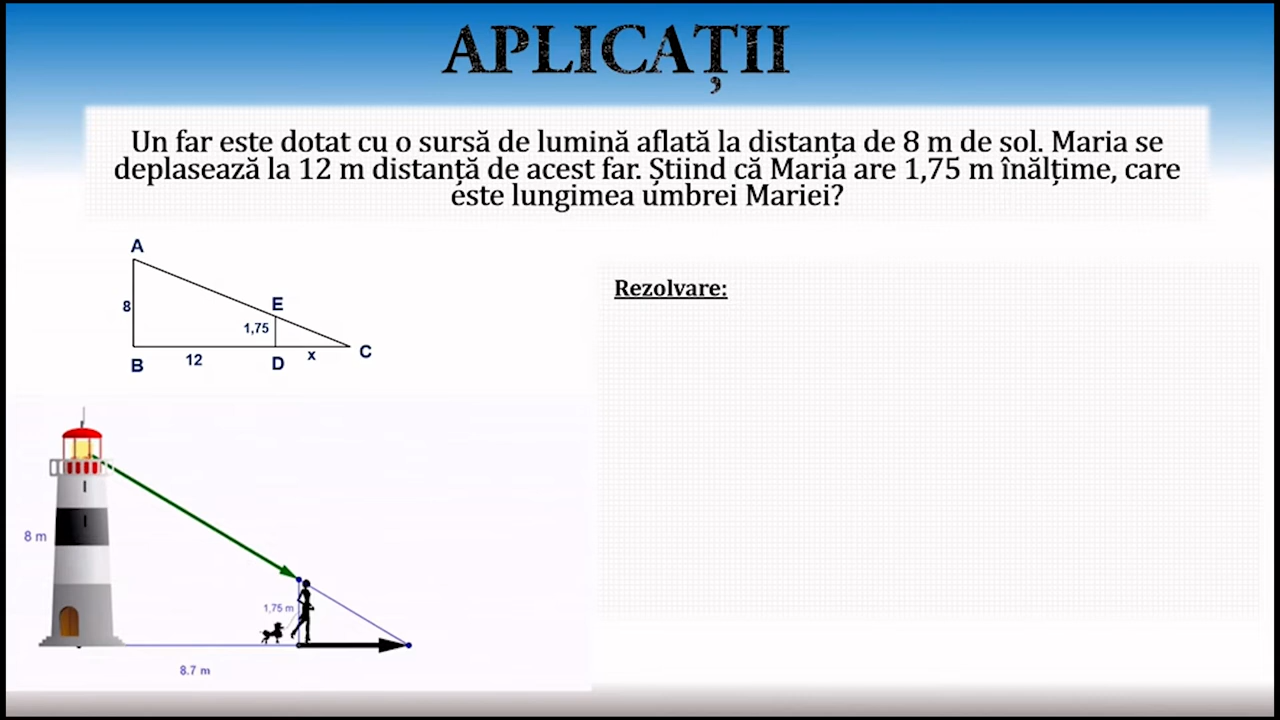 APLICAȚII
Un far este dotat cu o sursă de lumină aflată la distanța de 8 m de sol. Maria se
deplasează la 12 m distanță de acest far. Știind că Maria are 1,75 m înălțime, care
este lungimea umbrei Mariei?
A
8
E
1,75
B
12
D
x
C
Rezolvare:
8 m
1,75 m
8.7 m